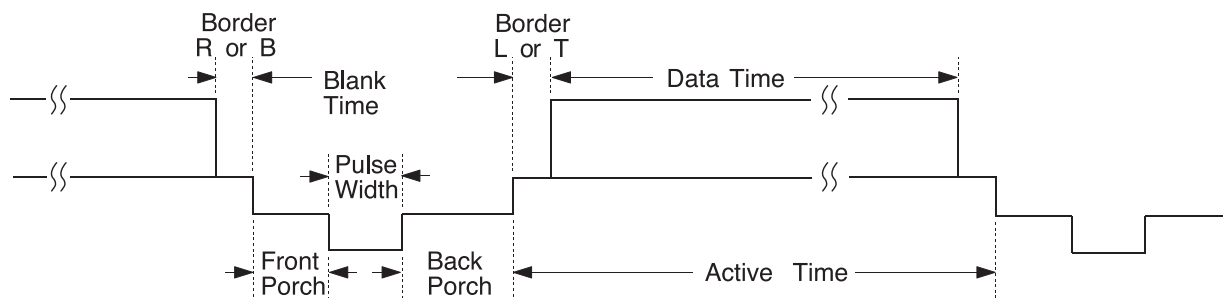 Border
R or B
Border
L or T
Blank
Time
Data Time
Pulse
Width
Front
Porch
Back
Porch
Active Time